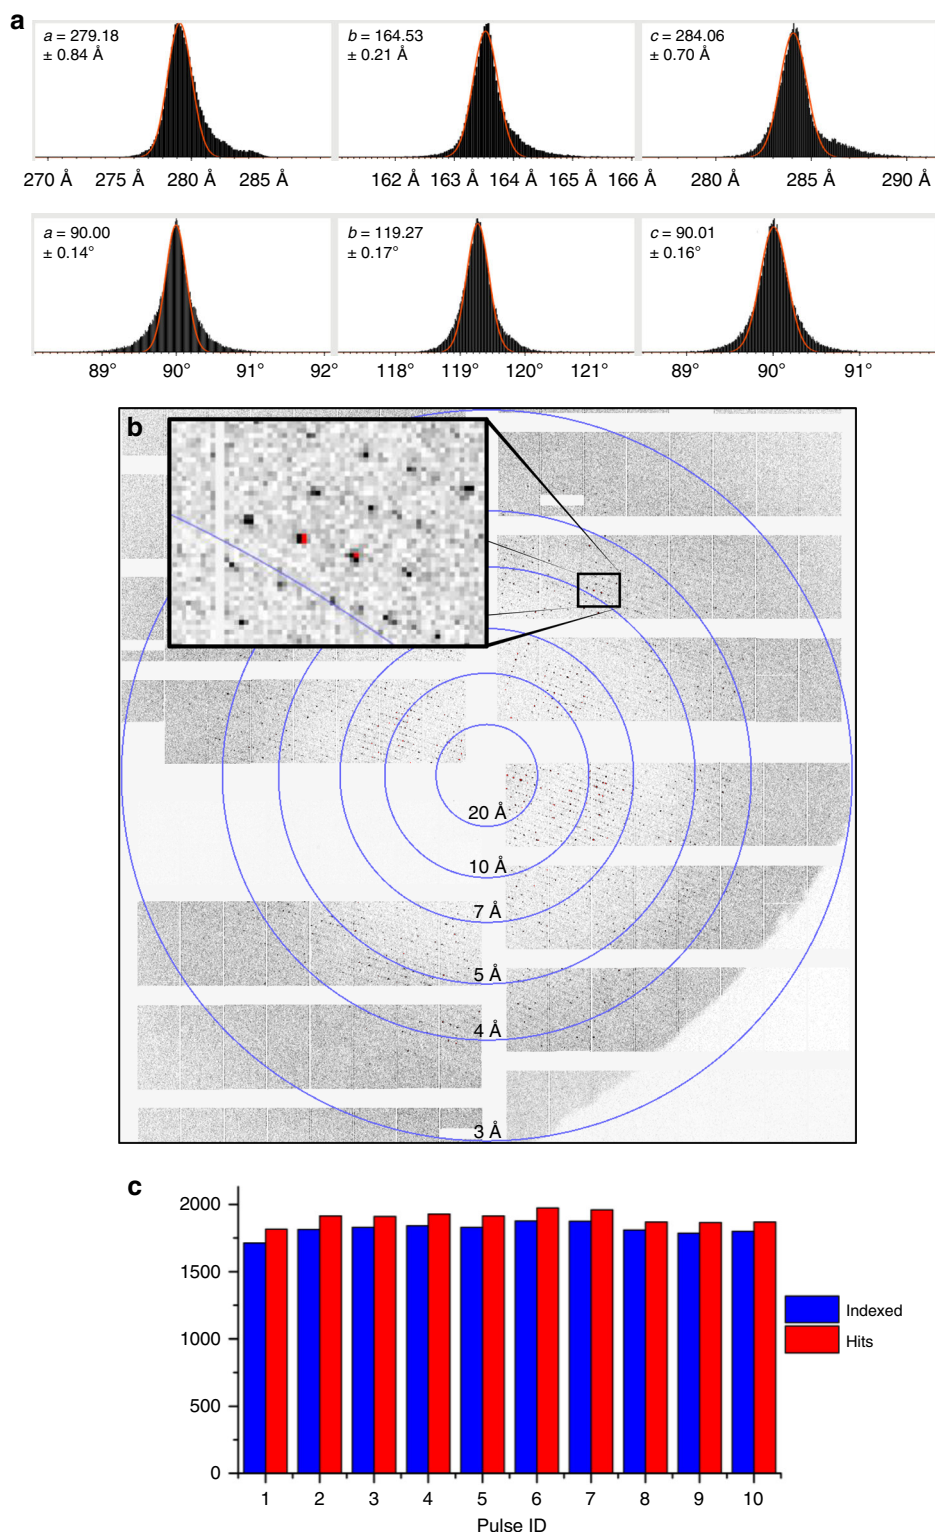 a
a = 279.18
± 0.84 Å
b = 164.53
± 0.21 Å
c = 284.06
± 0.70 Å
270 Å 275 Å 280 Å 285 Å
162 Å 163 Å 164 Å 165 Å 166 Å
280 Å 285 Å 290 Å
a = 90.00
± 0.14°
b = 119.27
± 0.17°
c = 90.01
± 0.16°
89° 90° 91° 92°
118° 119° 120° 121°
89° 90° 91°
b
20 Å
10 Å
7 Å
5 Å
4 Å
3 Å
c
2000
1500
1000
500
0
1 2 3 4 5 6 7 8 9 10
Pulse ID
Indexed
Hits